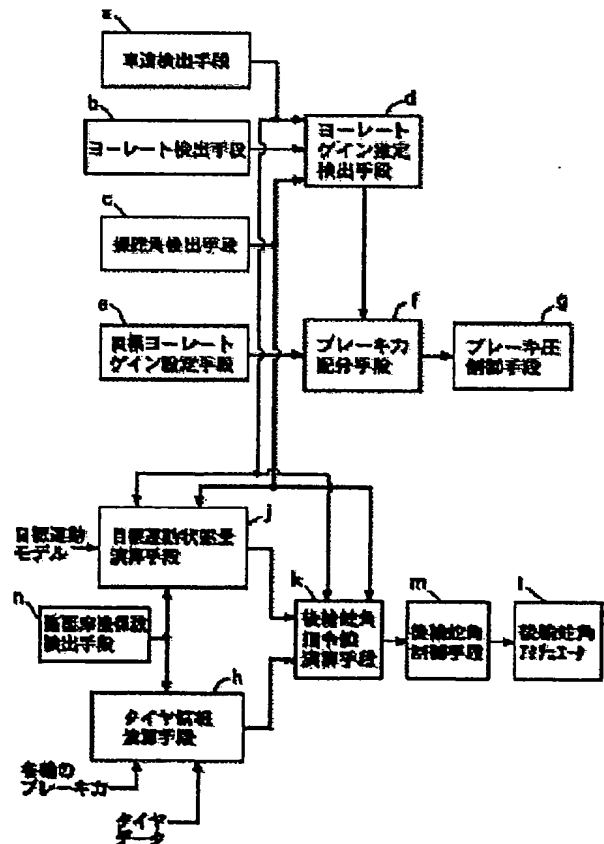 a
車速検出手段
b
ヨーレート検出手段
c
操舵角検出手段
d
ヨーレート
ゲイン推定
検出手段
e
目標ヨーレート
ゲイン設定手段
f
ブレーキ力
配分手段
g
ブレーキ圧
制御手段
j
目標運動状態量
演算手段
目標運動
モデル
n
路面摩擦係数
検出手段
k
後輪舵角
指令値
演算手段
m
後輪舵角
制御手段
l
後輪舵角
アクチュエータ
h
タイヤ
演算手段
各輪の
ブレーキ力
タイヤ
データ